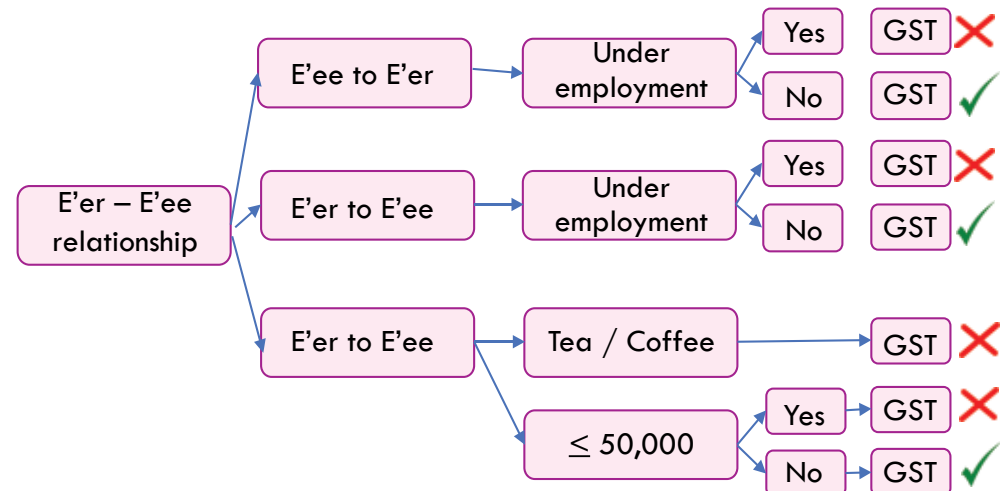 E'er – E'ee
relationship
E'ee to E'er
Under
employment
Yes
GST
No
GST
E'er to E'ee
Under
employment
Yes
GST
No
GST
E'er to E'ee
Tea / Coffee
GST
≤ 50,000
Yes
GST
No
GST